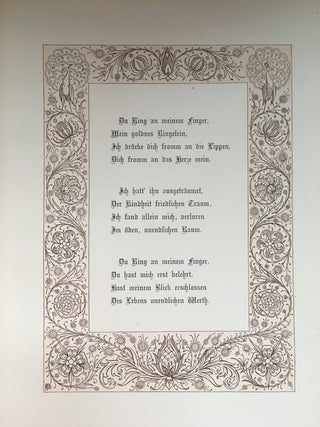 Du Ring an meinem Finger,
Mein goldnes Ringelein,
Ich drücke dich fromm an die Lippen,
Dich fromm an das Herze mein.
Ich hatt' ihn ausgeträumet,
Der Kindheit friedlichen Traum,
Ich fand allein mich, verloren
Im öden, unendlichen Raum.
Du Ring an meinem Finger,
Du hast mich erst belehrt,
Hast meinem Blick erschlossen
Des Lebens unendlichen Werth.